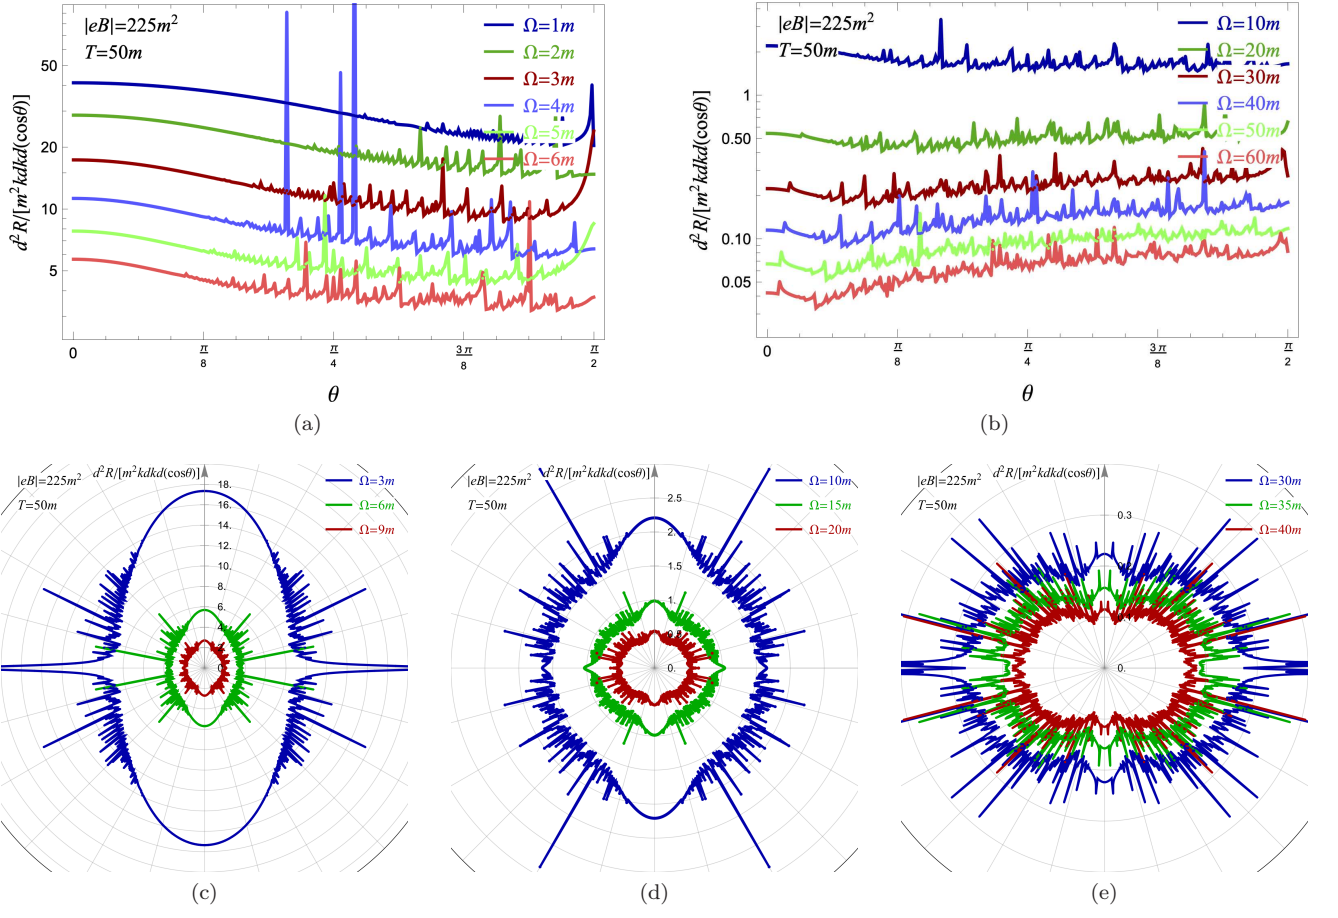 |eB|=225m²
T=50m
Ω=1m
Ω=2m
Ω=3m
Ω=4m
Ω=5m
Ω=6m
d²R/[m²kdkd(cosθ)]
50
20
10
5
0
π/8
π/4
3π/8
π/2
θ
(a)
|eB|=225m²
T=50m
Ω=10m
Ω=20m
Ω=30m
Ω=40m
Ω=50m
Ω=60m
d²R/[m²kdkd(cosθ)]
1
0.50
0.10
0.05
0
π/8
π/4
3π/8
π/2
θ
(b)
|eB|=225m²
T=50m
d²R/[m²kdkd(cosθ)]
Ω=3m
Ω=6m
Ω=9m
18.
16.
14.
12.
10.
8.
6.
4.
2.
0.
(c)
|eB|=225m²
T=50m
d²R/[m²kdkd(cosθ)]
Ω=10m
Ω=15m
Ω=20m
2.5
2.
1.5
1.
0.
(d)
|eB|=225m²
T=50m
d²R/[m²kdkd(cosθ)]
Ω=30m
Ω=35m
Ω=40m
0.3
0.
(e)